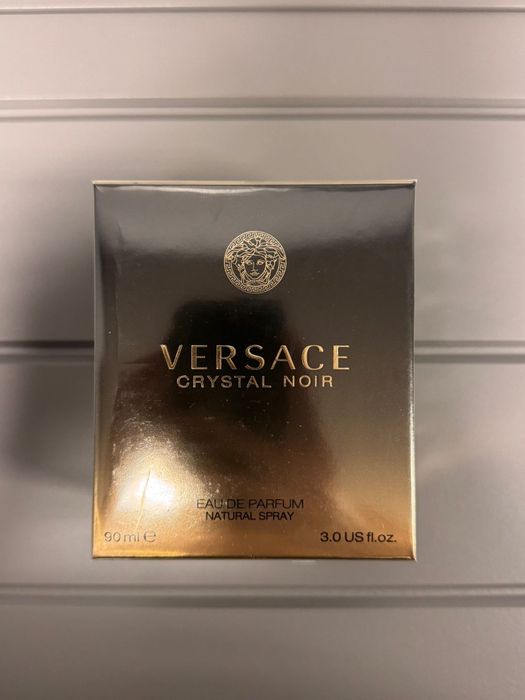 VERSACE
CRYSTAL NOIR
EAU DE PARFUM
NATURAL SPRAY
90 ml e 3.0 US fl.oz.